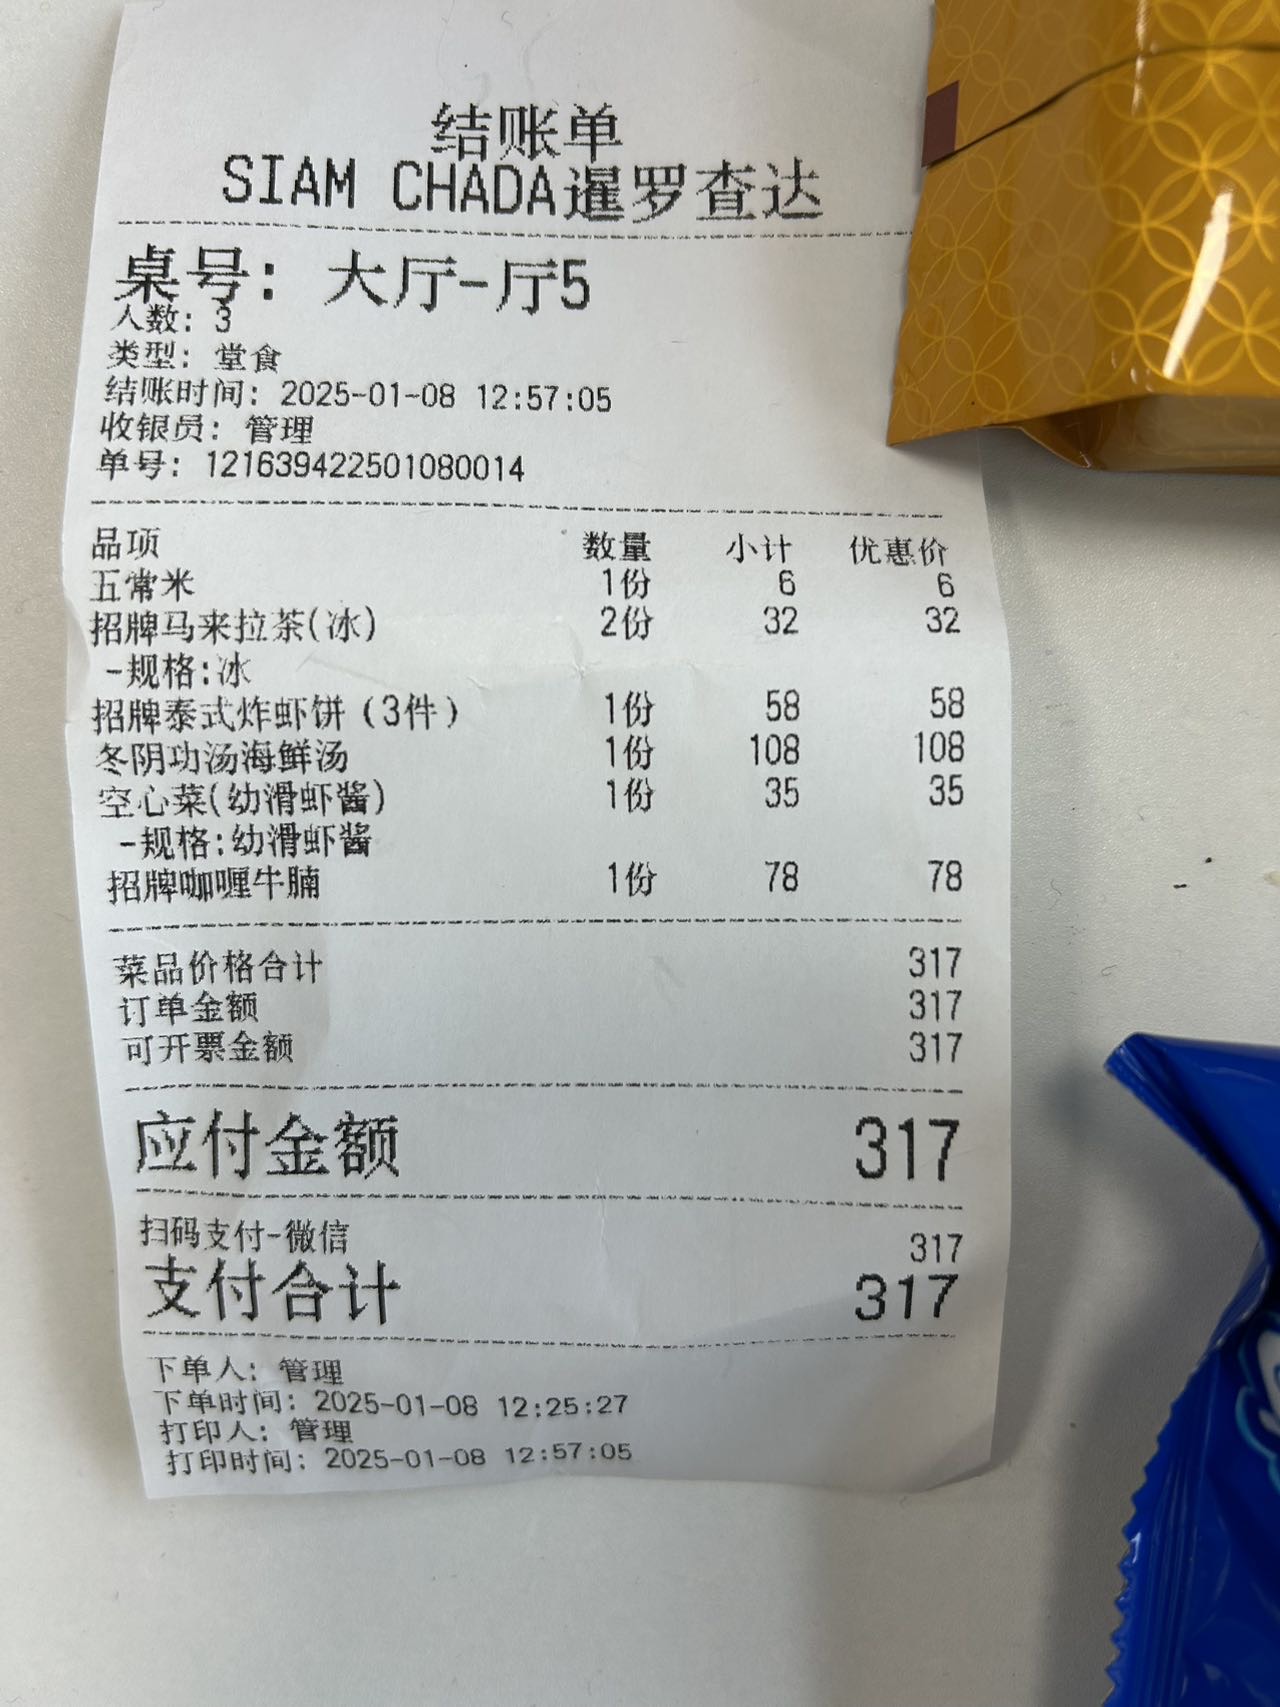 结账单
SIAM CHADA暹罗查达
桌号: 大厅-厅5
人数: 3
类型: 堂食
结账时间: 2025-01-08 12:57:05
收银员: 管理
单号: 121639422501080014
品项 数量 小计 优惠价
五常米 1份 6 6
招牌马来拉茶(冰) 2份 32 32
-规格:冰
招牌泰式炸虾饼（3件） 1份 58 58
冬阴功汤海鲜汤 1份 108 108
空心菜(幼滑虾酱) 1份 35 35
-规格:幼滑虾酱
招牌咖喱牛腩 1份 78 78
菜品价格合计 317
订单金额 317
可开票金额 317
应付金额 317
扫码支付-微信 317
支付合计 317
下单人: 管理
下单时间: 2025-01-08 12:25:27
打印人: 管理
打印时间: 2025-01-08 12:57:05